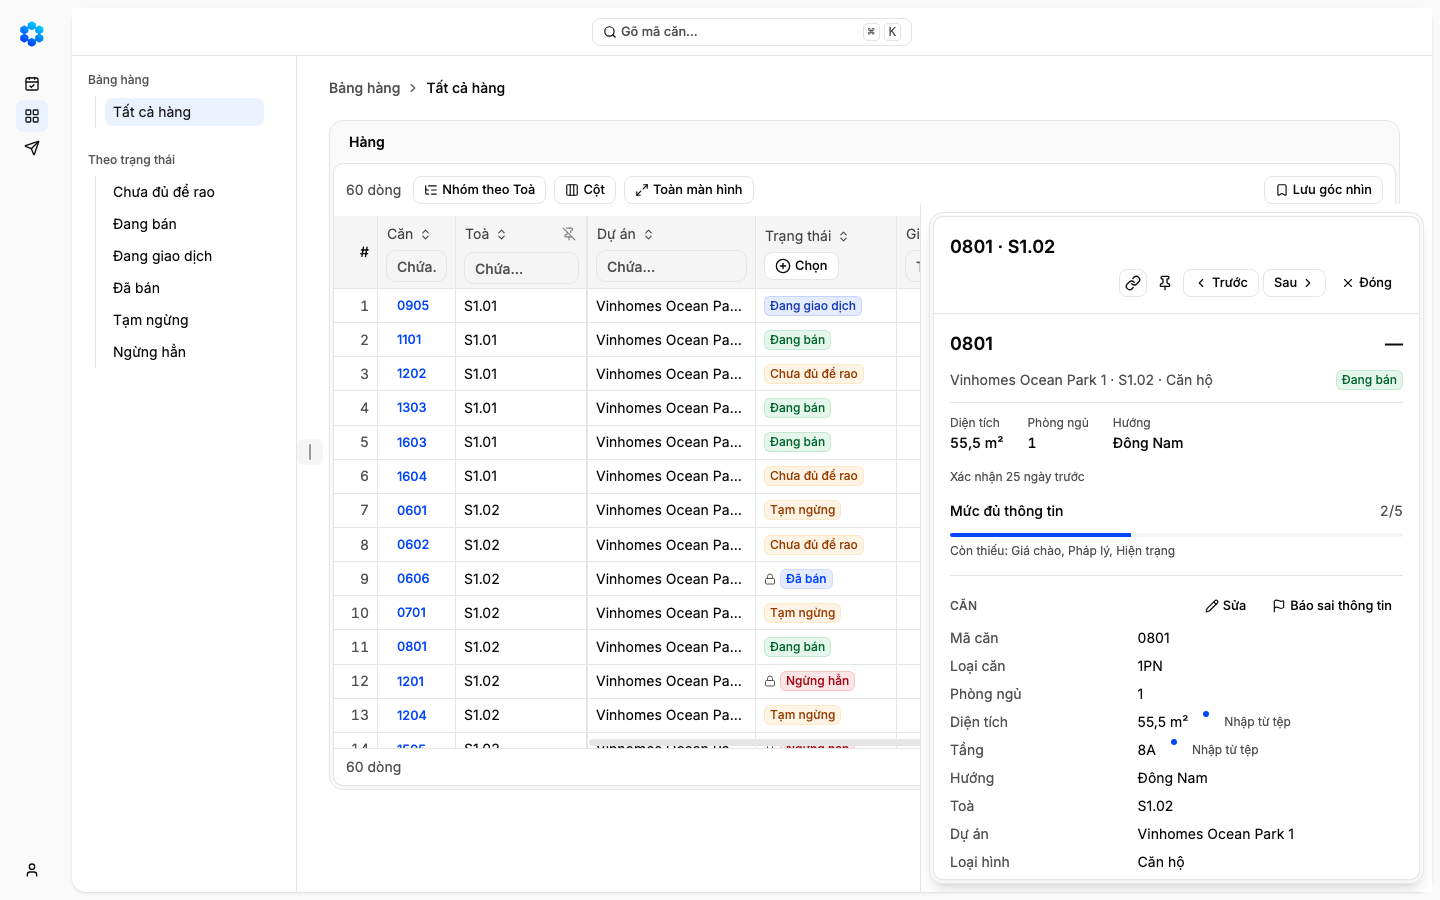 Gõ mã căn... ⌘ K
Bảng hàng
Tất cả hàng
Theo trạng thái
Chưa đủ để rao
Đang bán
Đang giao dịch
Đã bán
Tạm ngừng
Ngừng hẳn
Bảng hàng > Tất cả hàng
Hàng
60 dòng Nhóm theo Toà Cột Toàn màn hình Lưu góc nhìn
# Căn Toà Dự án Trạng thái
Chứa. Chứa... Chứa... Chọn
1 0905 S1.01 Vinhomes Ocean Pa... Đang giao dịch
2 1101 S1.01 Vinhomes Ocean Pa... Đang bán
3 1202 S1.01 Vinhomes Ocean Pa... Chưa đủ để rao
4 1303 S1.01 Vinhomes Ocean Pa... Đang bán
5 1603 S1.01 Vinhomes Ocean Pa... Đang bán
6 1604 S1.01 Vinhomes Ocean Pa... Chưa đủ để rao
7 0601 S1.02 Vinhomes Ocean Pa... Tạm ngừng
8 0602 S1.02 Vinhomes Ocean Pa... Chưa đủ để rao
9 0606 S1.02 Vinhomes Ocean Pa... Đã bán
10 0701 S1.02 Vinhomes Ocean Pa... Tạm ngừng
11 0801 S1.02 Vinhomes Ocean Pa... Đang bán
12 1201 S1.02 Vinhomes Ocean Pa... Ngừng hẳn
13 1204 S1.02 Vinhomes Ocean Pa... Tạm ngừng
60 dòng
0801 · S1.02
Trước Sau Đóng
0801 —
Vinhomes Ocean Park 1 · S1.02 · Căn hộ Đang bán
Diện tích Phòng ngủ Hướng
55,5 m² 1 Đông Nam
Xác nhận 25 ngày trước
Mức đủ thông tin 2/5
Còn thiếu: Giá chào, Pháp lý, Hiện trạng
CĂN Sửa Báo sai thông tin
Mã căn 0801
Loại căn 1PN
Phòng ngủ 1
Diện tích 55,5 m² Nhập từ tệp
Tầng 8A Nhập từ tệp
Hướng Đông Nam
Toà S1.02
Dự án Vinhomes Ocean Park 1
Loại hình Căn hộ